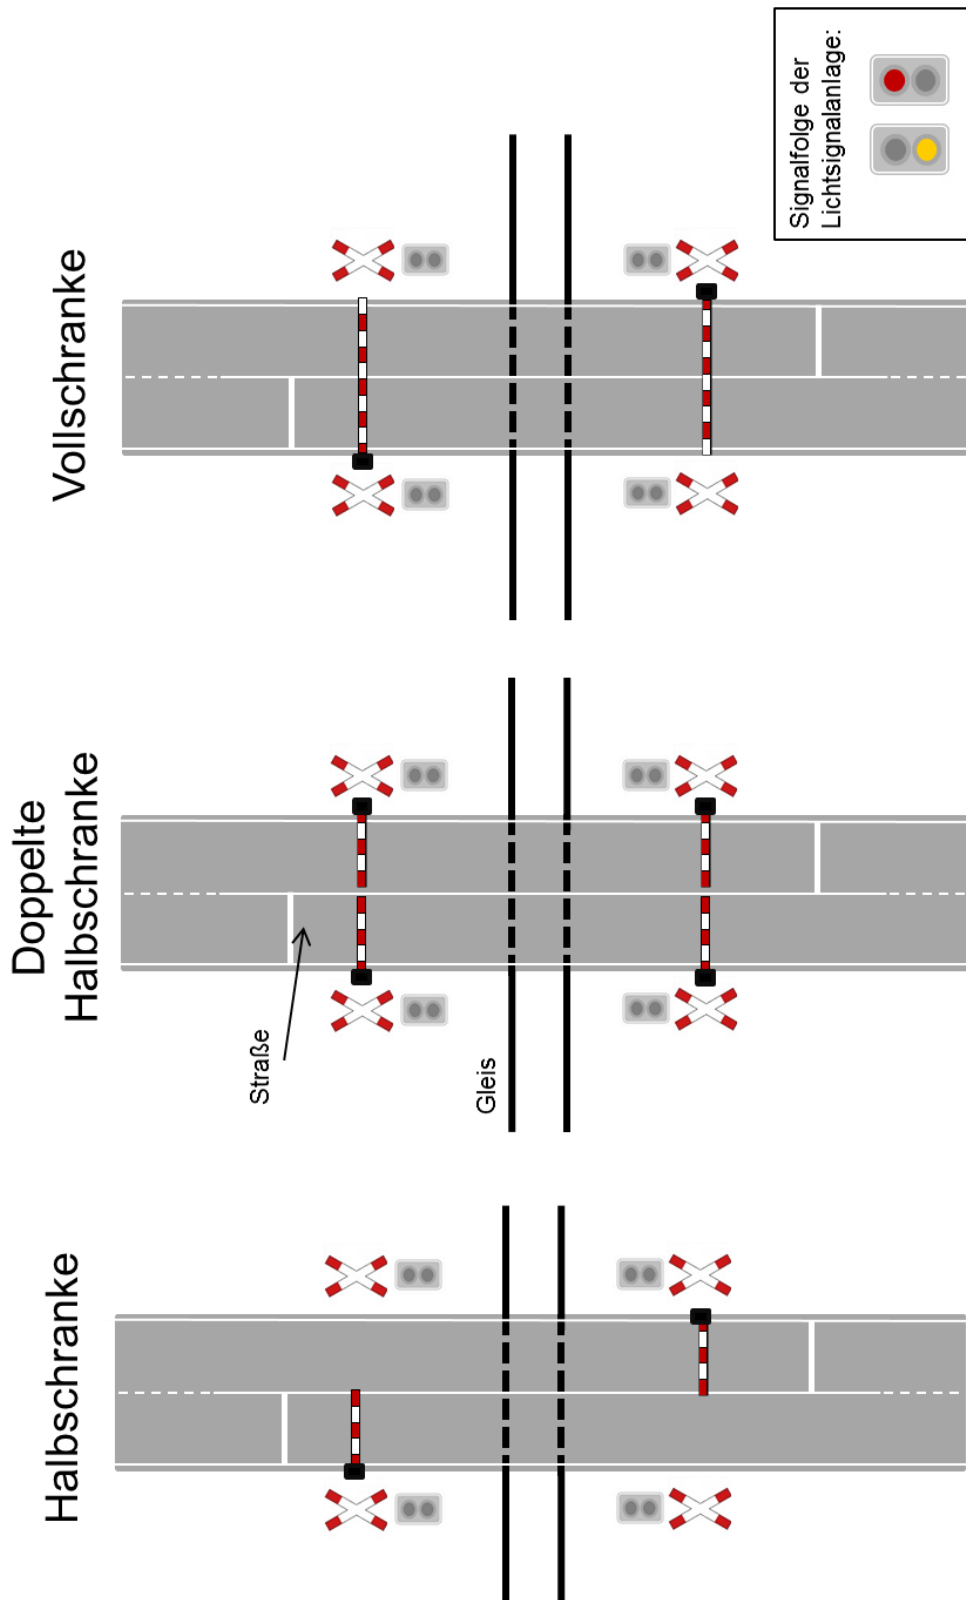 Halbschranke
Doppelte
Halbschranke
Vollschranke
Straße
Gleis
Signalfolge der
Lichtsignalanlage: